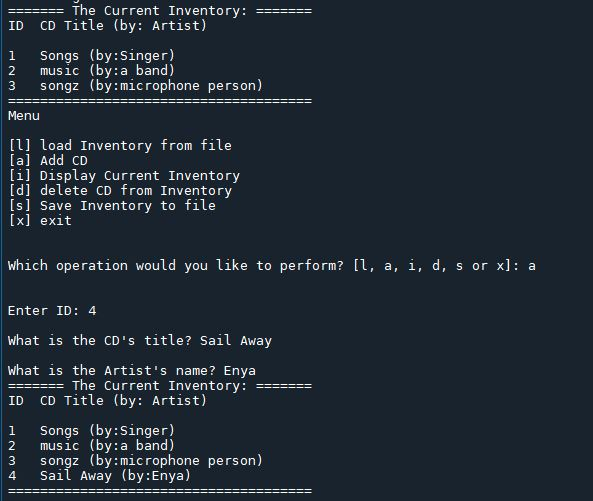 ======= The Current Inventory: =======
ID  CD Title (by: Artist)
1   Songs (by:Singer)
2   music (by:a band)
3   songz (by:microphone person)
======================================
Menu
[l] load Inventory from file
[a] Add CD
[i] Display Current Inventory
[d] delete CD from Inventory
[s] Save Inventory to file
[x] exit
Which operation would you like to perform? [l, a, i, d, s or x]: a
Enter ID: 4
What is the CD's title? Sail Away
What is the Artist's name? Enya
======= The Current Inventory: =======
ID  CD Title (by: Artist)
1   Songs (by:Singer)
2   music (by:a band)
3   songz (by:microphone person)
4   Sail Away (by:Enya)
======================================